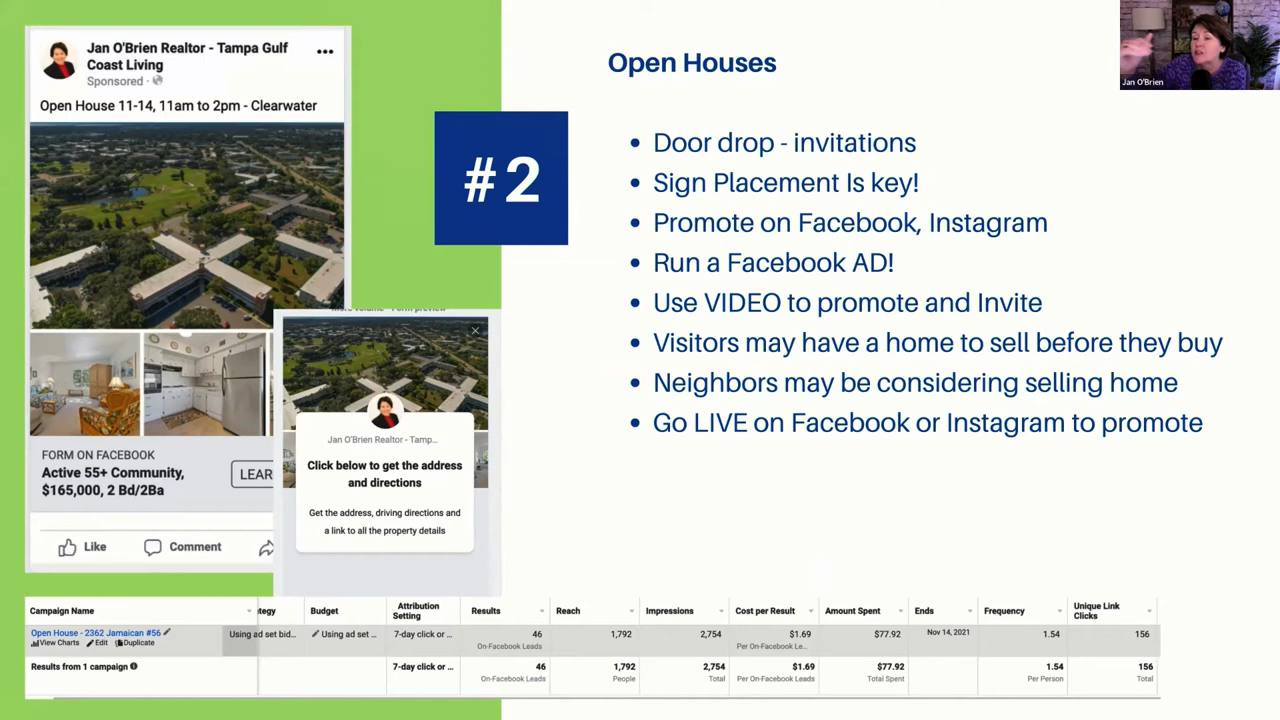 Jan O'Brien Realtor - Tampa Gulf
Coast Living
Sponsored ·
Open House 11-14, 11am to 2pm - Clearwater
FORM ON FACEBOOK
Active 55+ Community,
$165,000, 2 Bd/2Ba
LEAR
Like
Comment
Jan O'Brien Realtor - Tamp...
Click below to get the address
and directions
Get the address, driving directions and
a link to all the property details
#2
Open Houses
• Door drop - invitations
• Sign Placement Is key!
• Promote on Facebook, Instagram
• Run a Facebook AD!
• Use VIDEO to promote and Invite
• Visitors may have a home to sell before they buy
• Neighbors may be considering selling home
• Go LIVE on Facebook or Instagram to promote
Jan O'Brien
Campaign Name tegy Budget Attribution Setting Results Reach Impressions Cost per Result Amount Spent Ends Frequency Unique Link Clicks
Open House - 2362 Jamaican #56 Using ad set bid... Using ad set ... 7-day click or ... 46 1,792 2,754 $1.69 $77.92 Nov 14, 2021 1.54 156
View Charts Edit Duplicate On-Facebook Leads Per On-Facebook Le...
Results from 1 campaign 7-day click or ... 46 1,792 2,754 $1.69 $77.92 1.54 156
On-Facebook Leads People Total Per On-Facebook Leads Total Spent Per Person Total